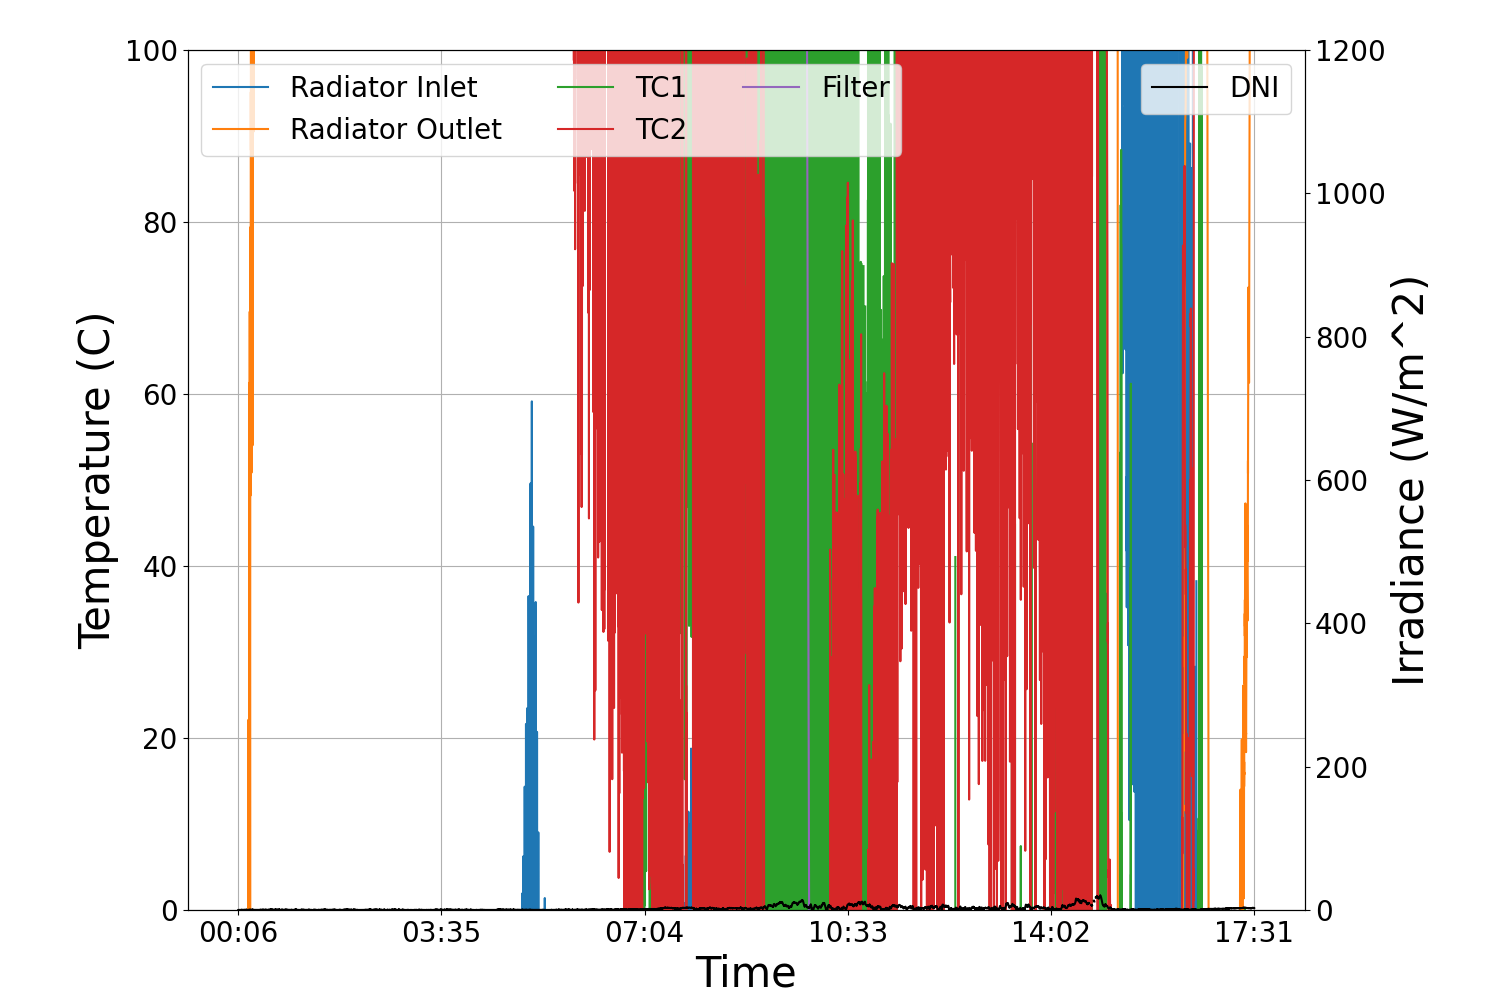 100
80
60
40
20
0
Temperature (C)
Radiator Inlet
Radiator Outlet
TC1
TC2
Filter
DNI
1200
1000
800
600
400
200
0
Irradiance (W/m^2)
00:06
03:35
07:04
10:33
14:02
17:31
Time